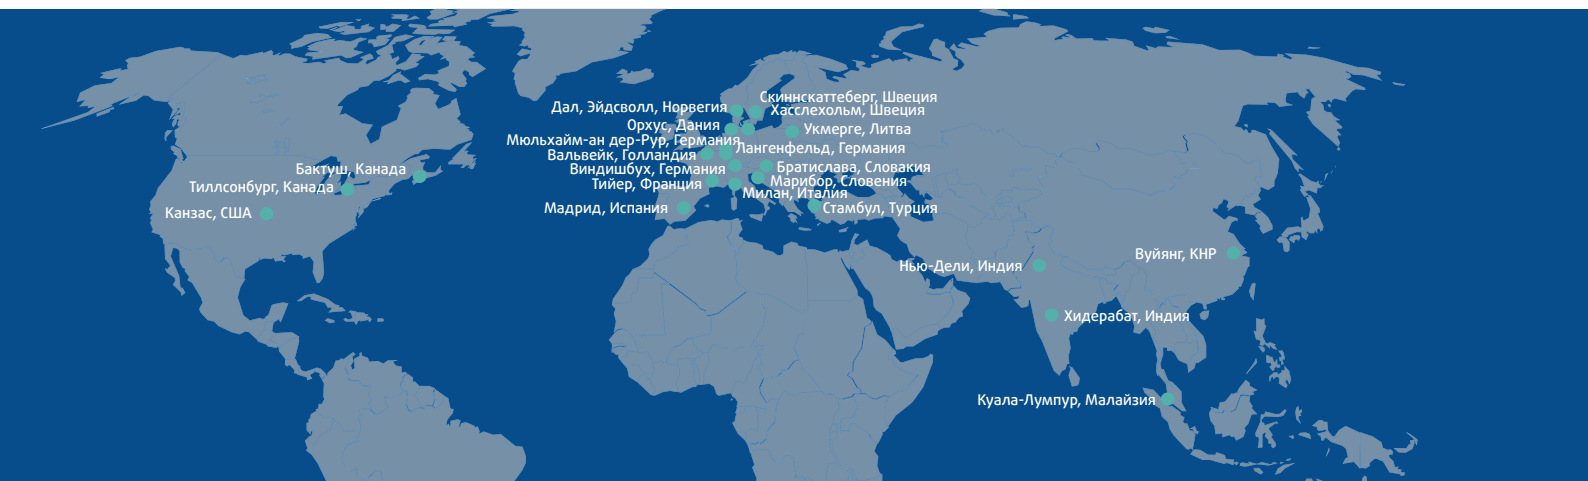 Скиннскаттеберг, Швеция
Дал, Эйдсволл, Норвегия
Хасслехольм, Швеция
Орхус, Дания
Укмерге, Литва
Мюльхайм-ан дер-Рур, Германия
Лангенфельд, Германия
Вальвейк, Голландия
Бактуш, Канада
Виндишбух, Германия
Братислава, Словакия
Тиллсонбург, Канада
Тийер, Франция
Марибор, Словения
Милан, Италия
Канзас, США
Мадрид, Испания
Стамбул, Турция
Вуйянг, КНР
Нью-Дели, Индия
Хидерабат, Индия
Куала-Лумпур, Малайзия